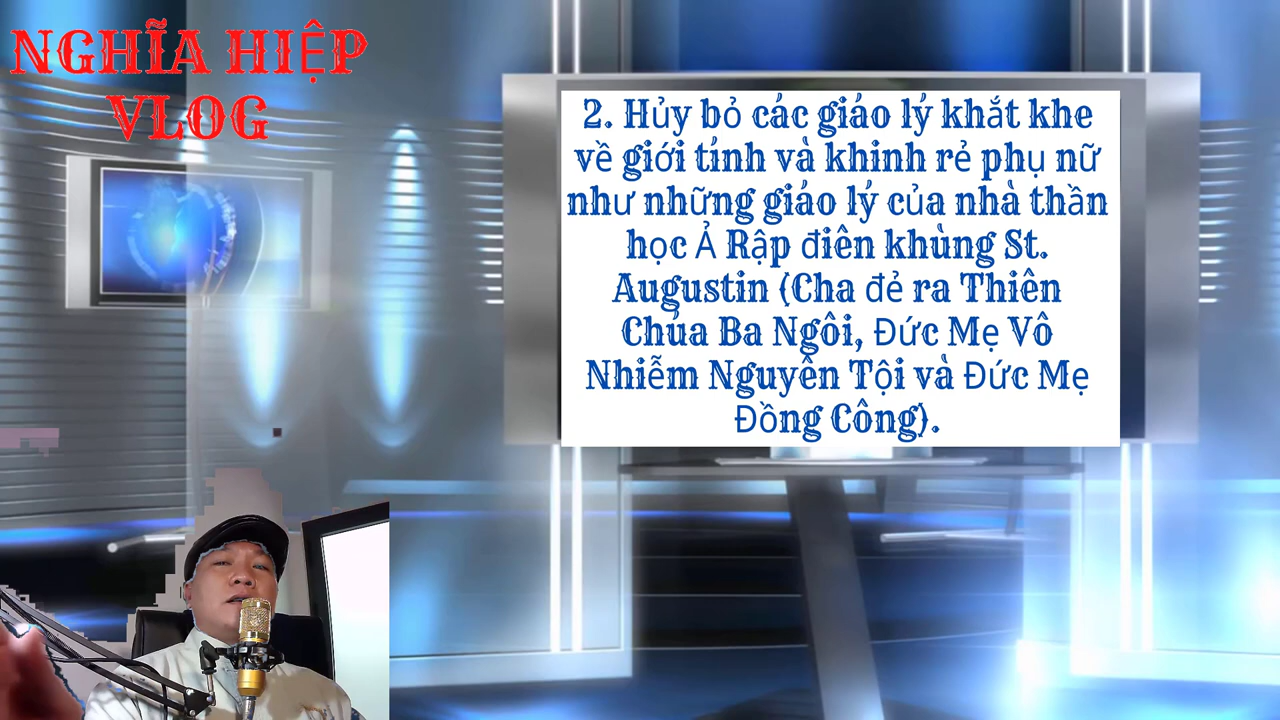 NGHĨA HIỆP
VLOG
2. Hủy bỏ các giáo lý khắt khe
về giới tính và khinh rẻ phụ nữ
như những giáo lý của nhà thần
học Ả Rập điên khùng St.
Augustin (Cha đẻ ra Thiên
Chúa Ba Ngôi, Đức Mẹ Vô
Nhiễm Nguyên Tội và Đức Mẹ
Đồng Công).